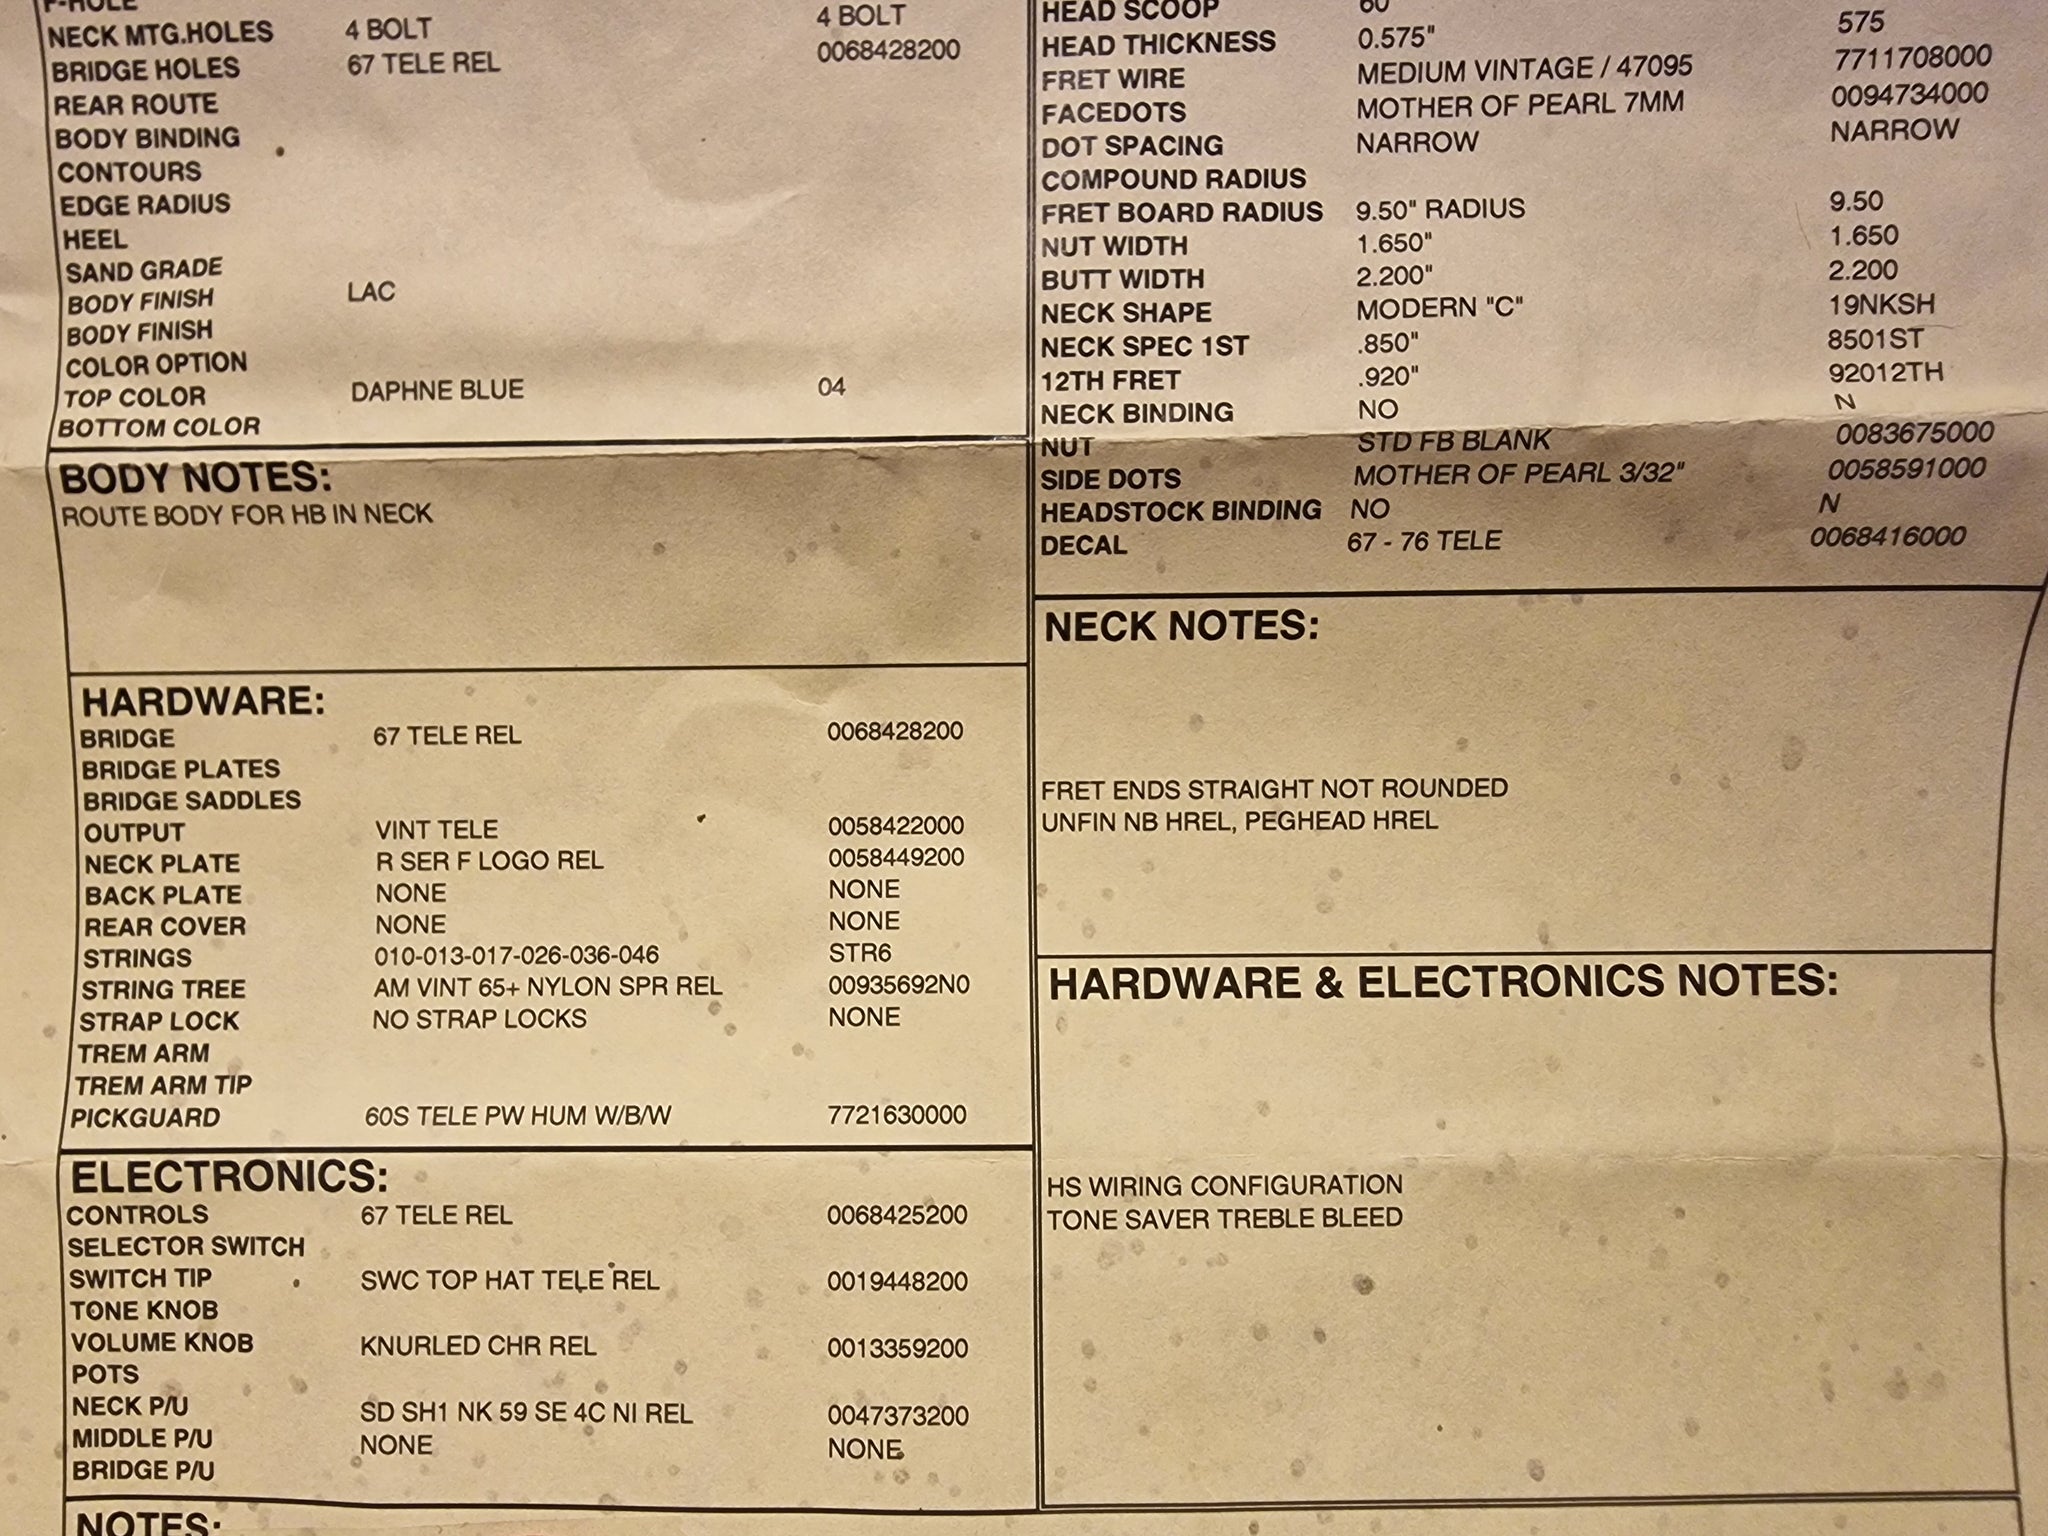 F-HOLE
NECK MTG.HOLES 4 BOLT 4 BOLT
BRIDGE HOLES 67 TELE REL 0068428200
REAR ROUTE
BODY BINDING
CONTOURS
EDGE RADIUS
HEEL
SAND GRADE
BODY FINISH LAC
BODY FINISH
COLOR OPTION
TOP COLOR DAPHNE BLUE 04
BOTTOM COLOR
BODY NOTES:
ROUTE BODY FOR HB IN NECK
HARDWARE:
BRIDGE 67 TELE REL 0068428200
BRIDGE PLATES
BRIDGE SADDLES
OUTPUT VINT TELE 0058422000
NECK PLATE R SER F LOGO REL 0058449200
BACK PLATE NONE NONE
REAR COVER NONE NONE
STRINGS 010-013-017-026-036-046 STR6
STRING TREE AM VINT 65+ NYLON SPR REL 00935692N0
STRAP LOCK NO STRAP LOCKS NONE
TREM ARM
TREM ARM TIP
PICKGUARD 60S TELE PW HUM W/B/W 7721630000
ELECTRONICS:
CONTROLS 67 TELE REL 0068425200
SELECTOR SWITCH
SWITCH TIP SWC TOP HAT TELE REL 0019448200
TONE KNOB
VOLUME KNOB KNURLED CHR REL 0013359200
POTS
NECK P/U SD SH1 NK 59 SE 4C NI REL 0047373200
MIDDLE P/U NONE NONE
BRIDGE P/U
NOTES:
HEAD SCOOP 60
HEAD THICKNESS 0.575" 575
FRET WIRE MEDIUM VINTAGE / 47095 7711708000
FACEDOTS MOTHER OF PEARL 7MM 0094734000
DOT SPACING NARROW NARROW
COMPOUND RADIUS
FRET BOARD RADIUS 9.50" RADIUS 9.50
NUT WIDTH 1.650" 1.650
BUTT WIDTH 2.200" 2.200
NECK SHAPE MODERN "C" 19NKSH
NECK SPEC 1ST .850" 8501ST
12TH FRET .920" 92012TH
NECK BINDING NO N
NUT STD FB BLANK 0083675000
SIDE DOTS MOTHER OF PEARL 3/32" 0058591000
HEADSTOCK BINDING NO N
DECAL 67 - 76 TELE 0068416000
NECK NOTES:
FRET ENDS STRAIGHT NOT ROUNDED
UNFIN NB HREL, PEGHEAD HREL
HARDWARE & ELECTRONICS NOTES:
HS WIRING CONFIGURATION
TONE SAVER TREBLE BLEED